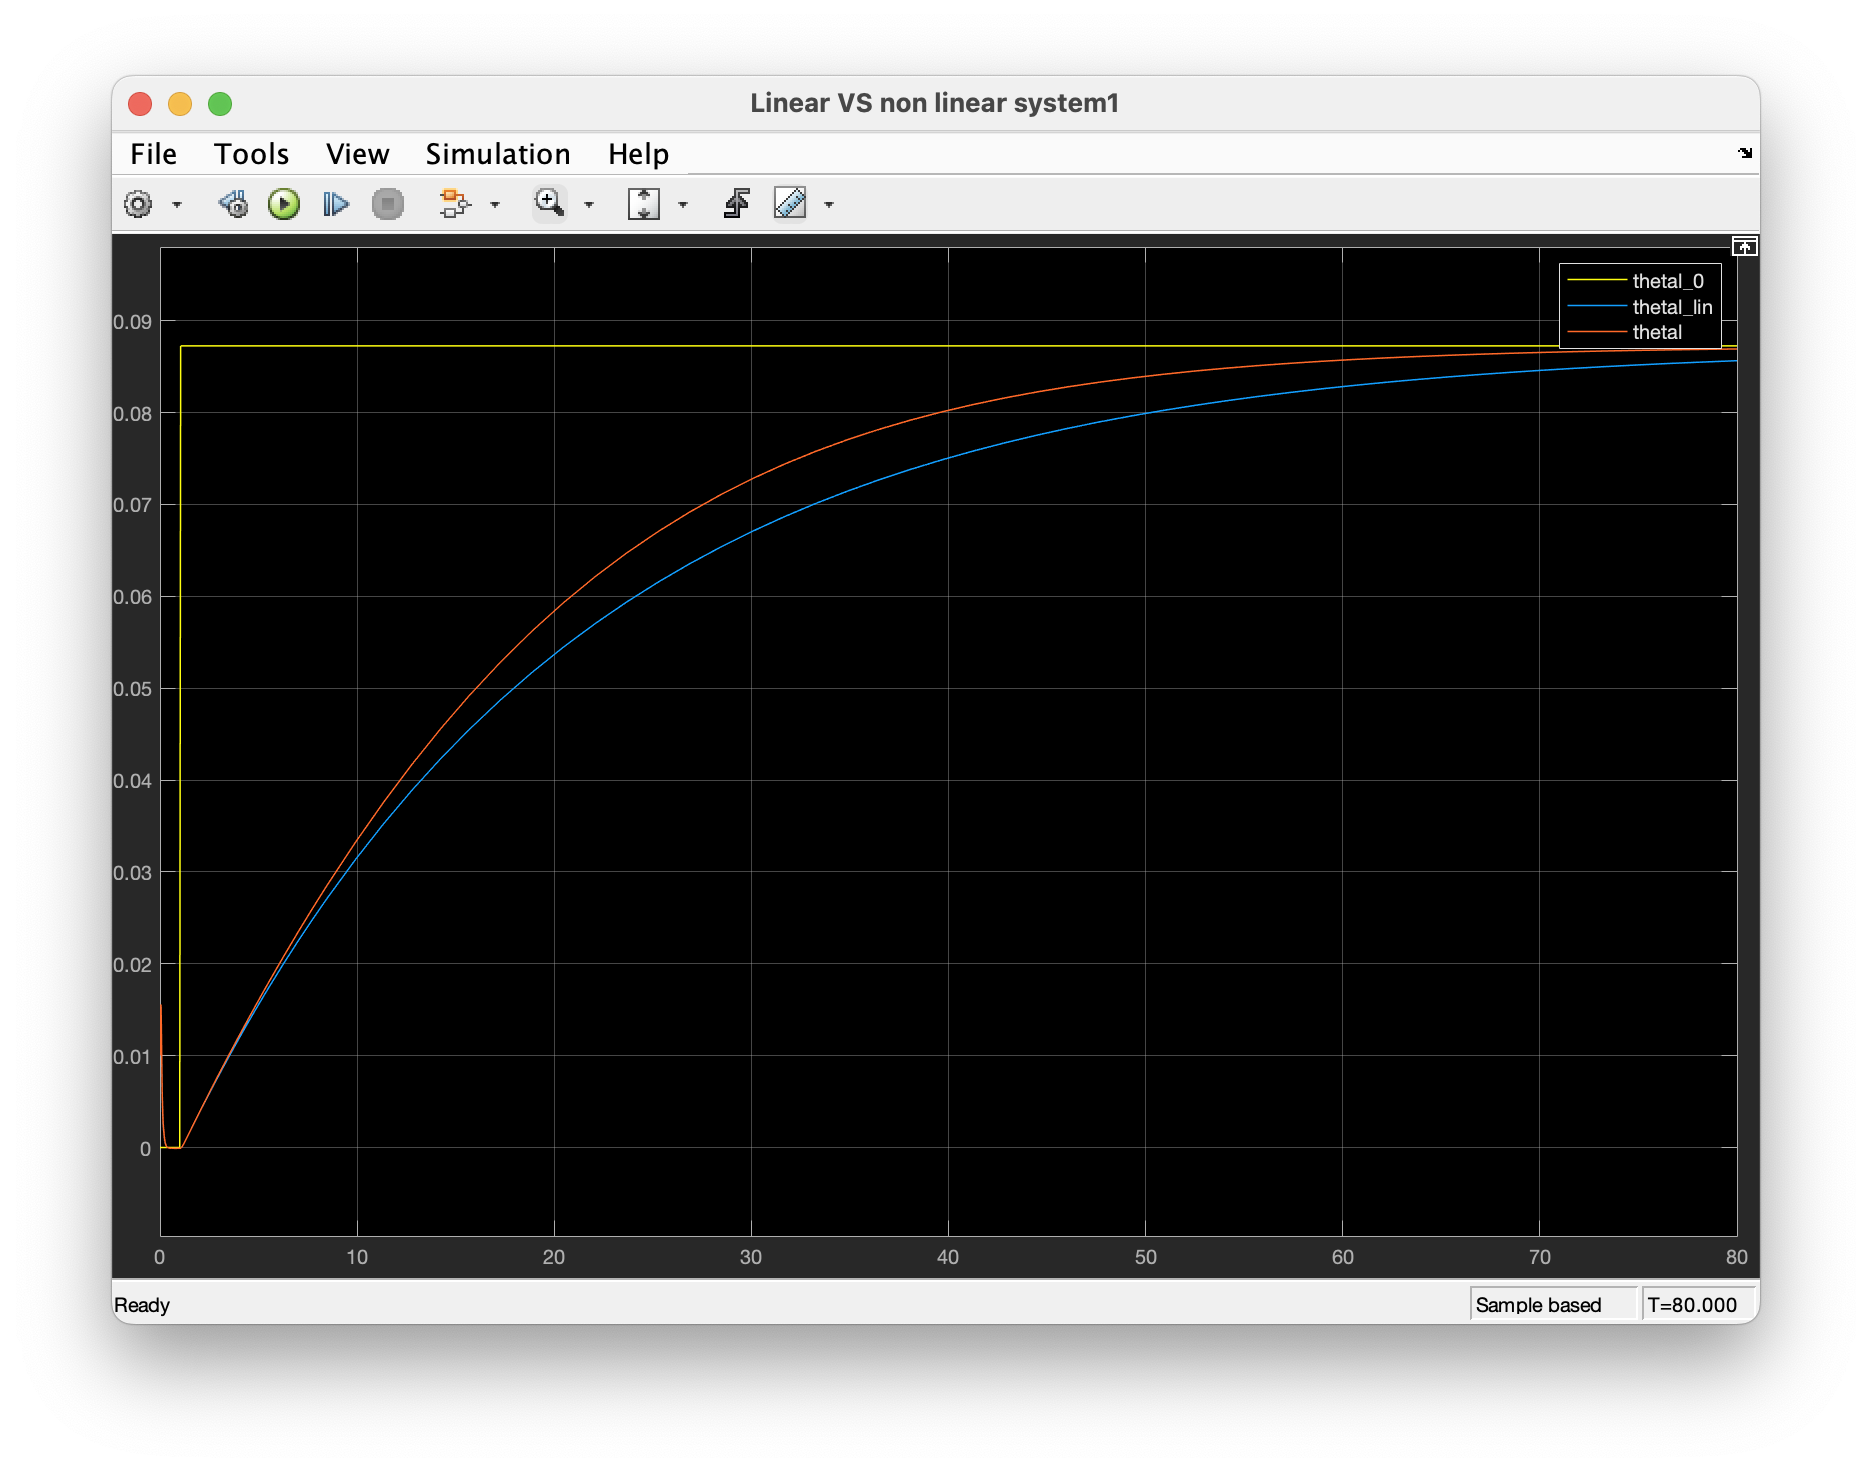 Linear VS non linear system1
File Tools View Simulation Help
thetal_0
thetal_lin
thetal
0.09
0.08
0.07
0.06
0.05
0.04
0.03
0.02
0.01
0
0 10 20 30 40 50 60 70 80
Ready Sample based T=80.000